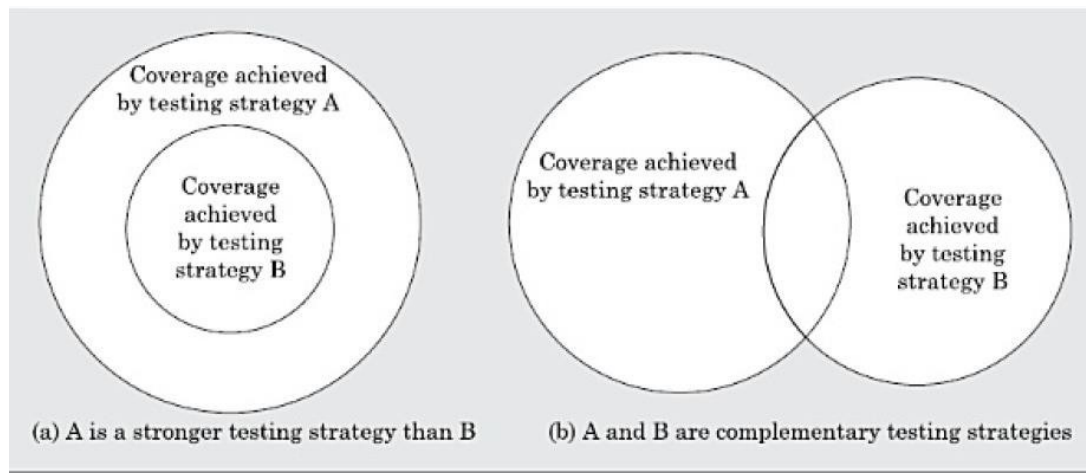 Coverage achieved
by testing strategy A
Coverage
achieved
by testing
strategy B
(a) A is a stronger testing strategy than B
Coverage achieved
by testing strategy A
Coverage
achieved
by testing
strategy B
(b) A and B are complementary testing strategies